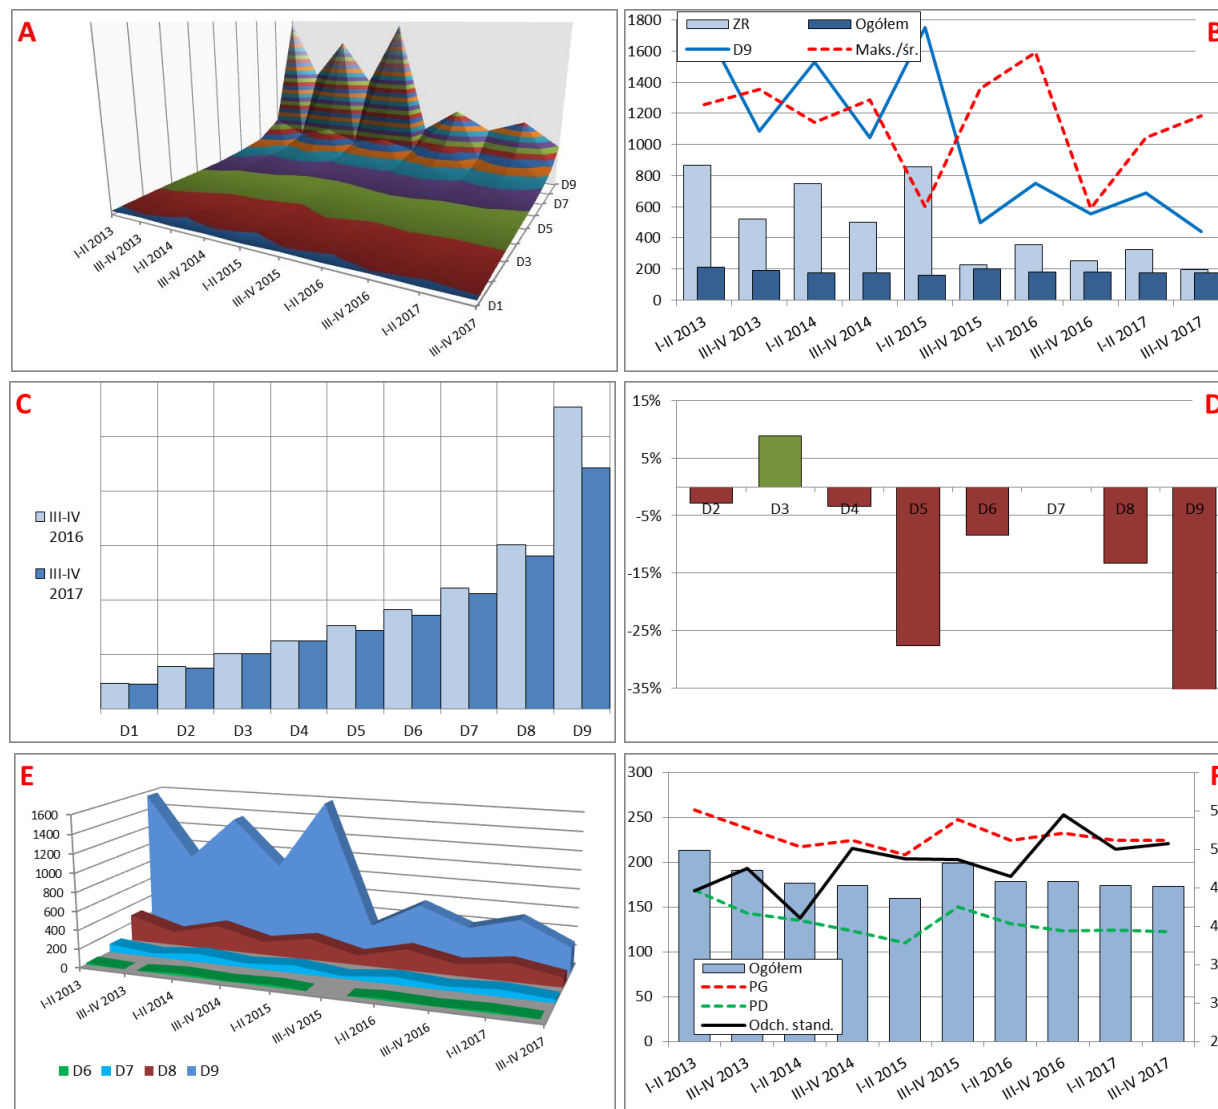 A
I-II 2013
III-IV 2013
I-II 2014
III-IV 2014
I-II 2015
III-IV 2015
I-II 2016
III-IV 2016
I-II 2017
III-IV 2017
D9
D7
D5
D3
D1
B
ZR
Ogółem
D9
Maks./śr.
1800
1600
1400
1200
1000
800
600
400
200
0
I-II 2013
III-IV 2013
I-II 2014
III-IV 2014
I-II 2015
III-IV 2015
I-II 2016
III-IV 2016
I-II 2017
III-IV 2017
C
III-IV
2016
III-IV
2017
D1 D2 D3 D4 D5 D6 D7 D8 D9
D
15%
5%
-5%
-15%
-25%
-35%
D2 D3 D4 D5 D6 D7 D8 D9
E
1600
1400
1200
1000
800
600
400
200
0
I-II 2013
III-IV 2013
I-II 2014
III-IV 2014
I-II 2015
III-IV 2015
I-II 2016
III-IV 2016
I-II 2017
III-IV 2017
D6 D7 D8 D9
F
300
250
200
150
100
50
0
Ogółem
PG
PD
Odch. stand.
5
5
4
4
3
3
2
I-II 2013
III-IV 2013
I-II 2014
III-IV 2014
I-II 2015
III-IV 2015
I-II 2016
III-IV 2016
I-II 2017
III-IV 2017